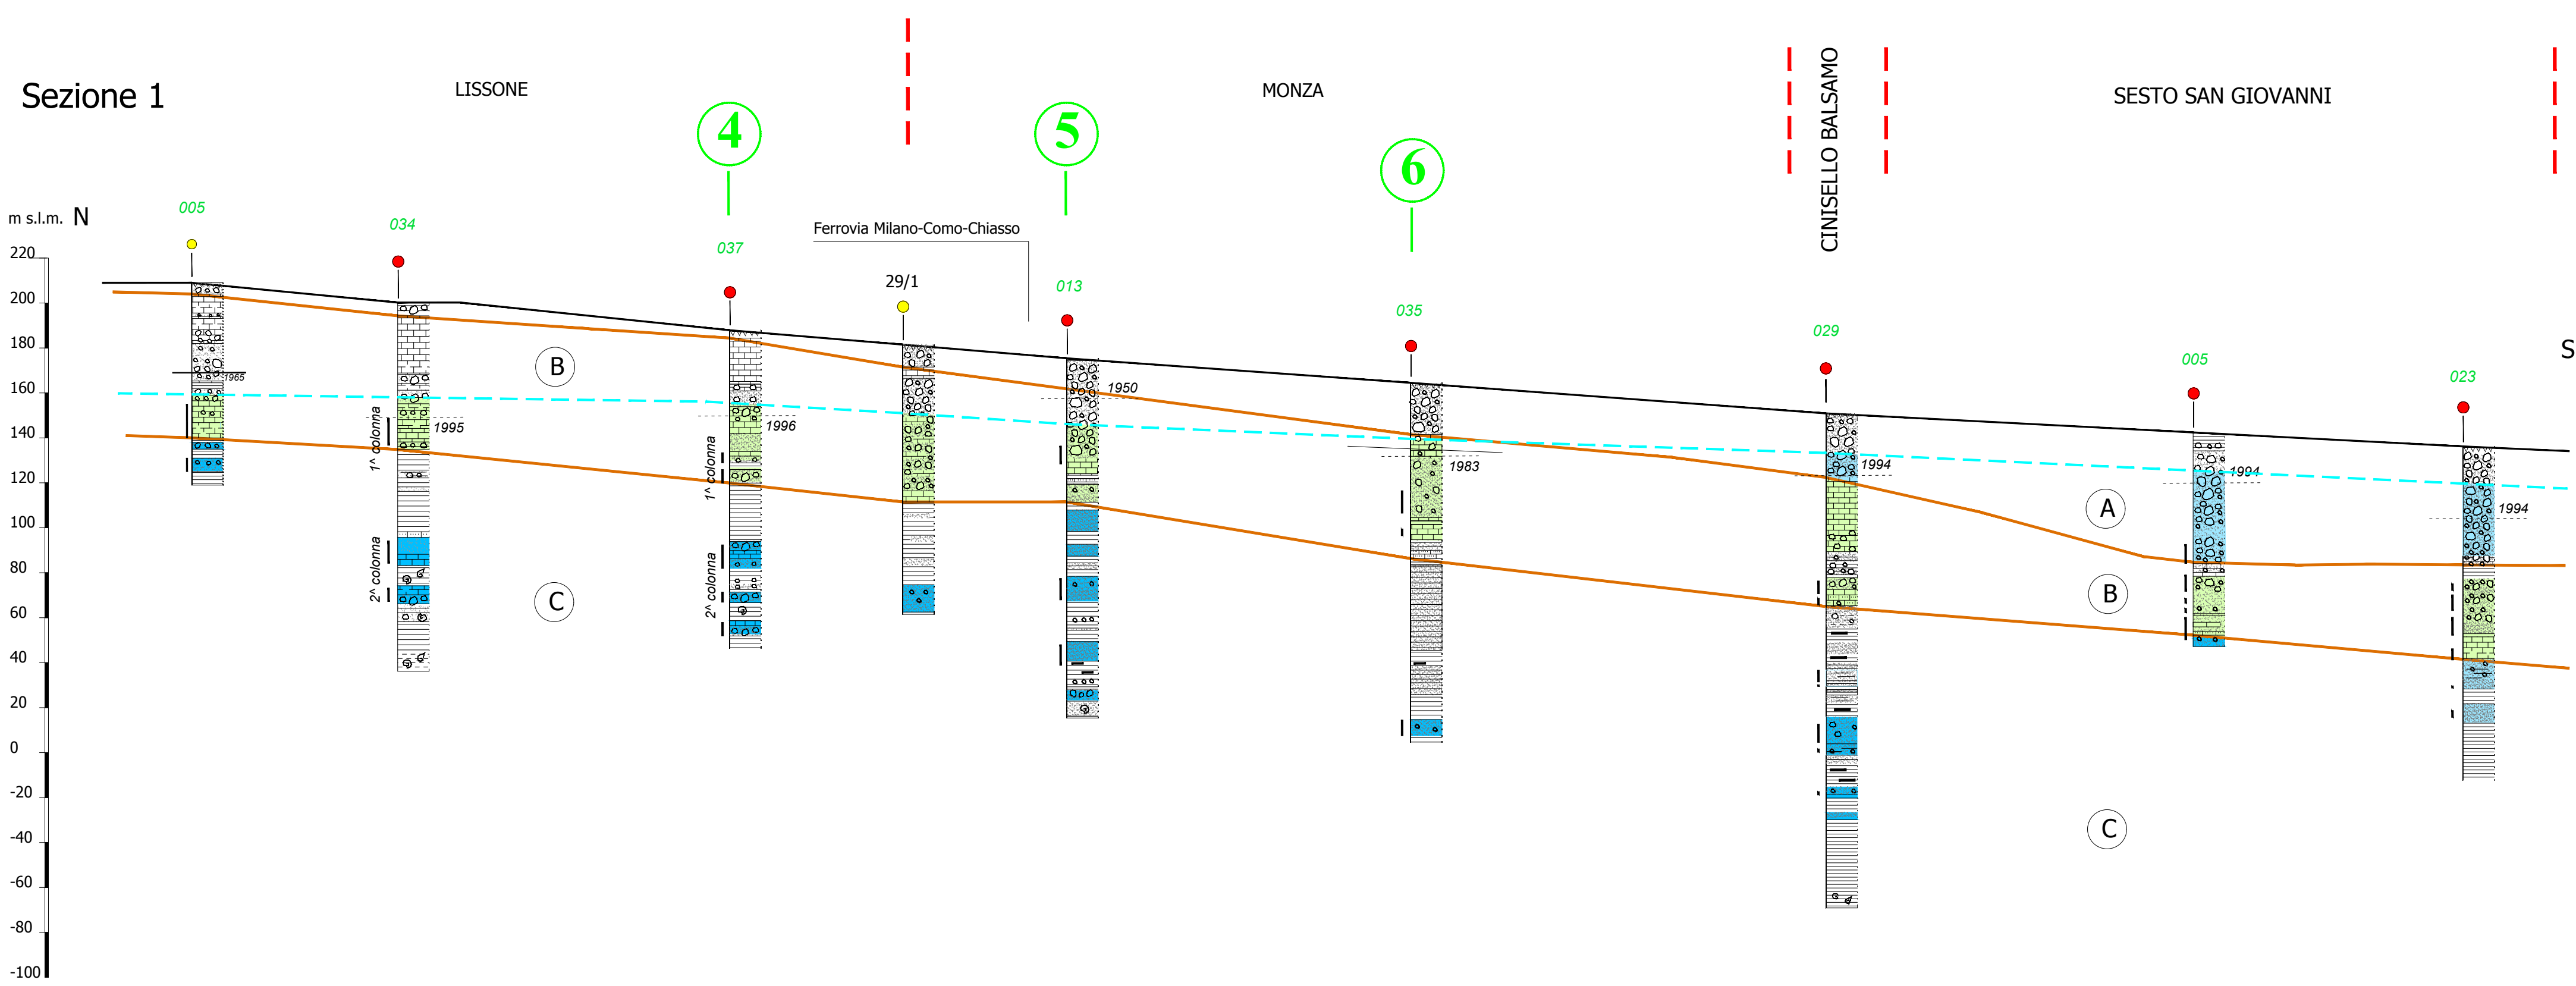 Sezione 1
LISSONE
MONZA
CINISELLO BALSAMO
SESTO SAN GIOVANNI
4
5
6
m s.l.m.
N
S
005
034
037
29/1
Ferrovia Milano-Como-Chiasso
013
035
029
005
023
220
200
180
160
140
120
100
80
60
40
20
0
-20
-40
-60
-80
-100
1965
1^ colonna
1995
2^ colonna
1^ colonna
1996
2^ colonna
1950
1983
1994
1994
1994
B
C
A
B
C